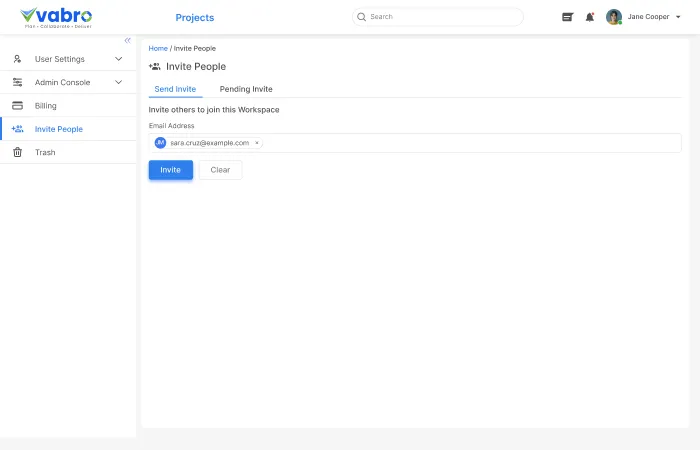 vabro
Plan • Collaborate • Deliver
Projects
Search
Jane Cooper
User Settings
Admin Console
Billing
Invite People
Trash
Home / Invite People
Invite People
Send Invite
Pending Invite
Invite others to join this Workspace
Email Address
JM sara.cruz@example.com ×
Invite
Clear